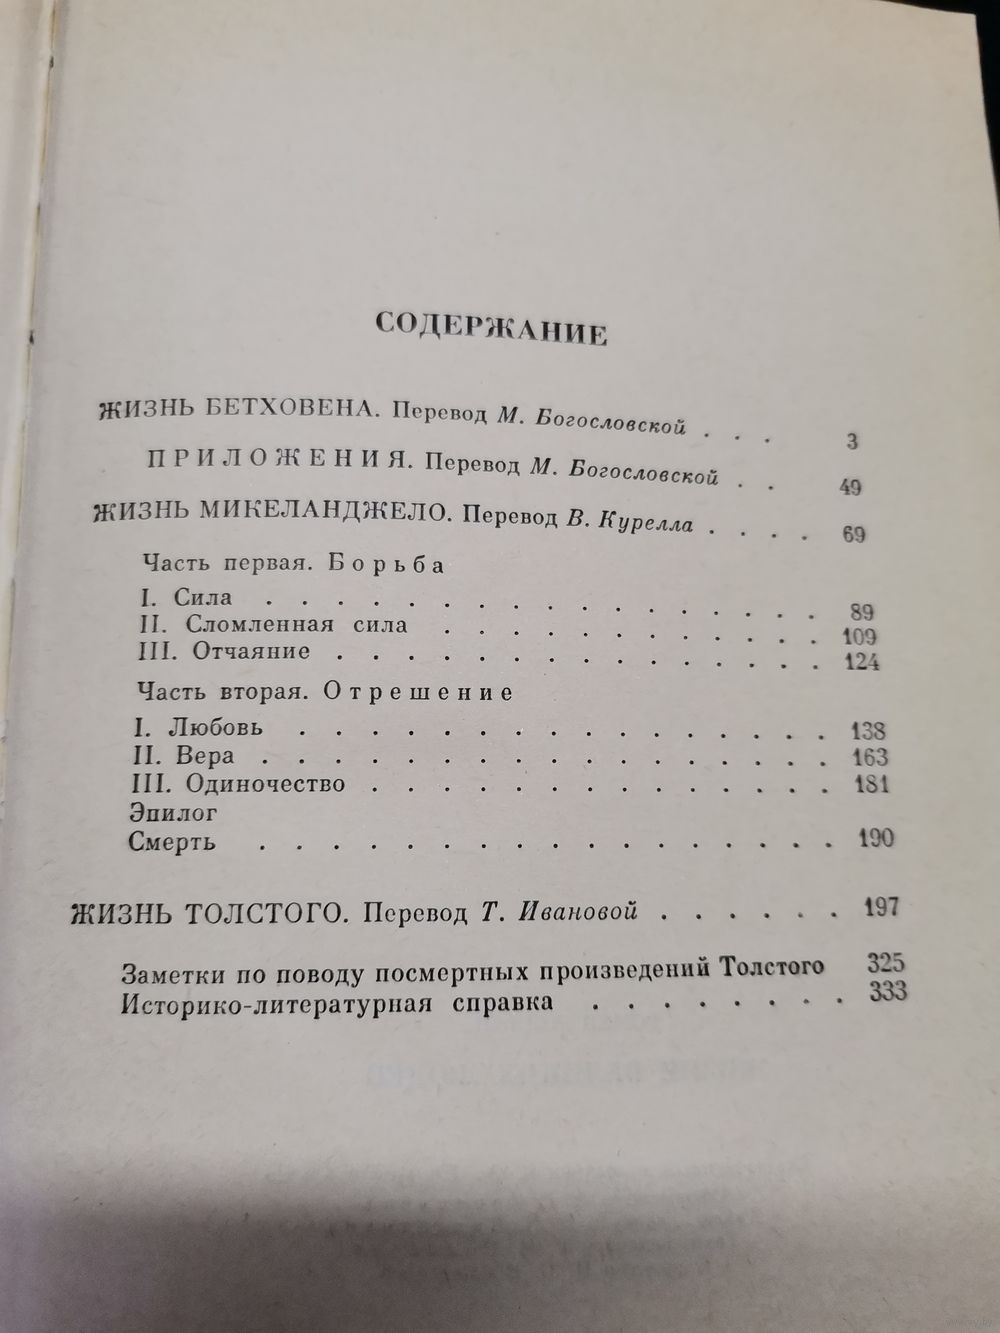 СОДЕРЖАНИЕ
ЖИЗНЬ БЕТХОВЕНА. Перевод М. Богословской . . . 3
ПРИЛОЖЕНИЯ. Перевод М. Богословской . . 49
ЖИЗНЬ МИКЕЛАНДЖЕЛО. Перевод В. Курелла . . . . 69
Часть первая. Борьба
I. Сила . . . . . . . . . . . . . . . . 89
II. Сломленная сила . . . . . . . . . . . 109
III. Отчаяние . . . . . . . . . . . . . . 124
Часть вторая. Отрешение
I. Любовь . . . . . . . . . . . . . . . 138
II. Вера . . . . . . . . . . . . . . . . 163
III. Одиночество . . . . . . . . . . . . . 181
Эпилог
Смерть . . . . . . . . . . . . . . . . 190
ЖИЗНЬ ТОЛСТОГО. Перевод Т. Ивановой . . . . . . 197
Заметки по поводу посмертных произведений Толстого 325
Историко-литературная справка . . . . . . . . 333